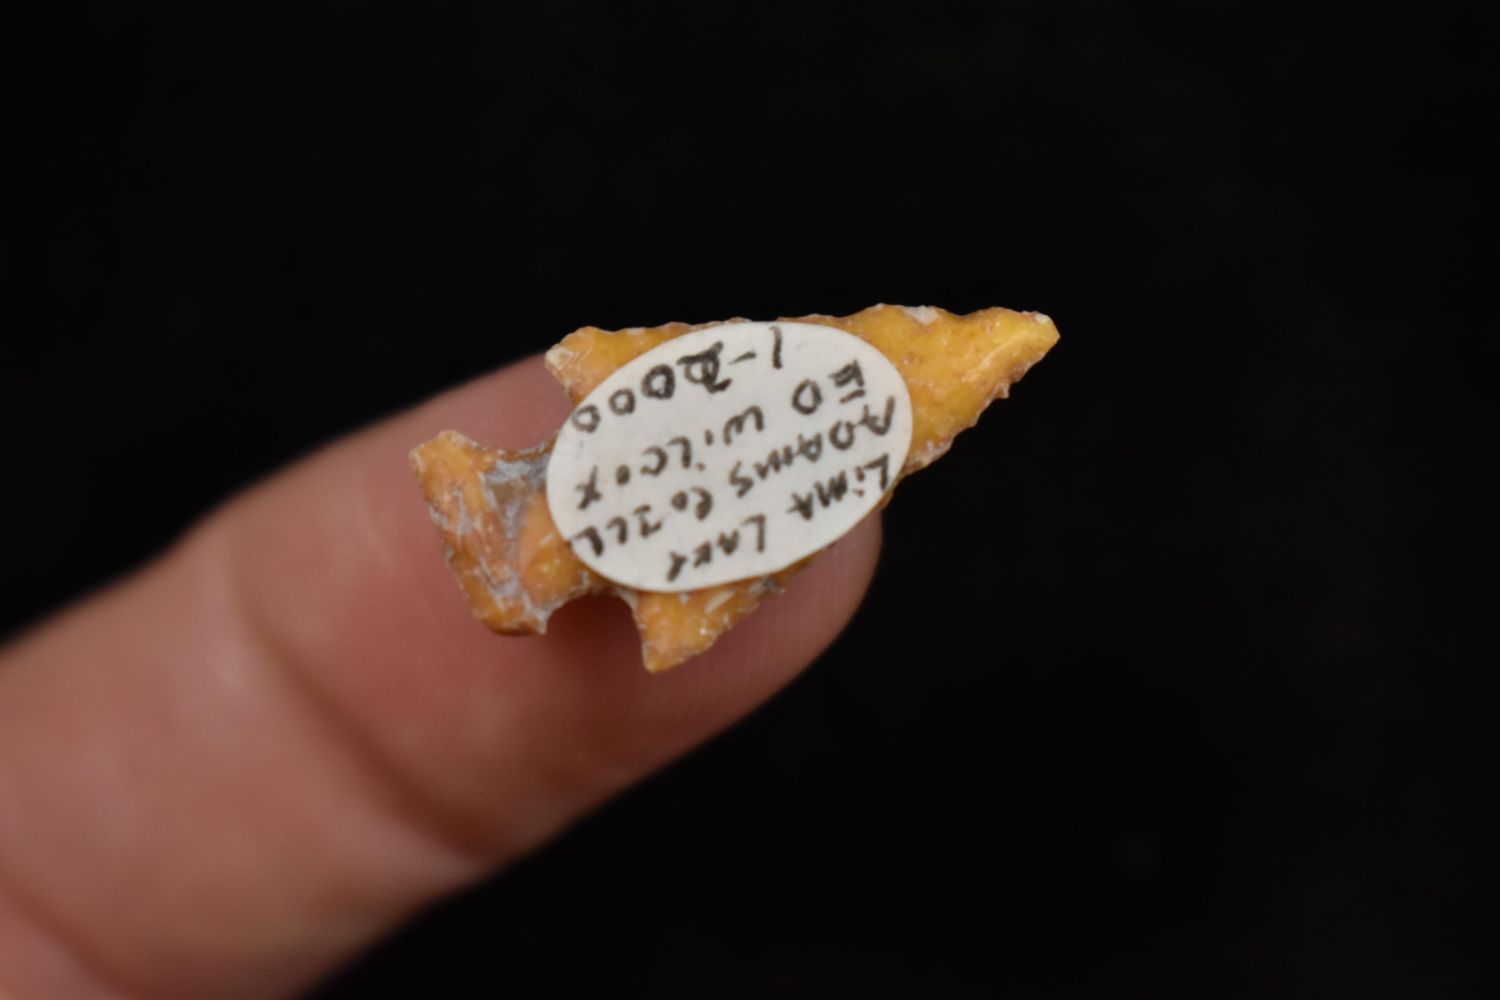 LiMA LAKE
ADAMS Co ILL
ED WilCOX
1-2000